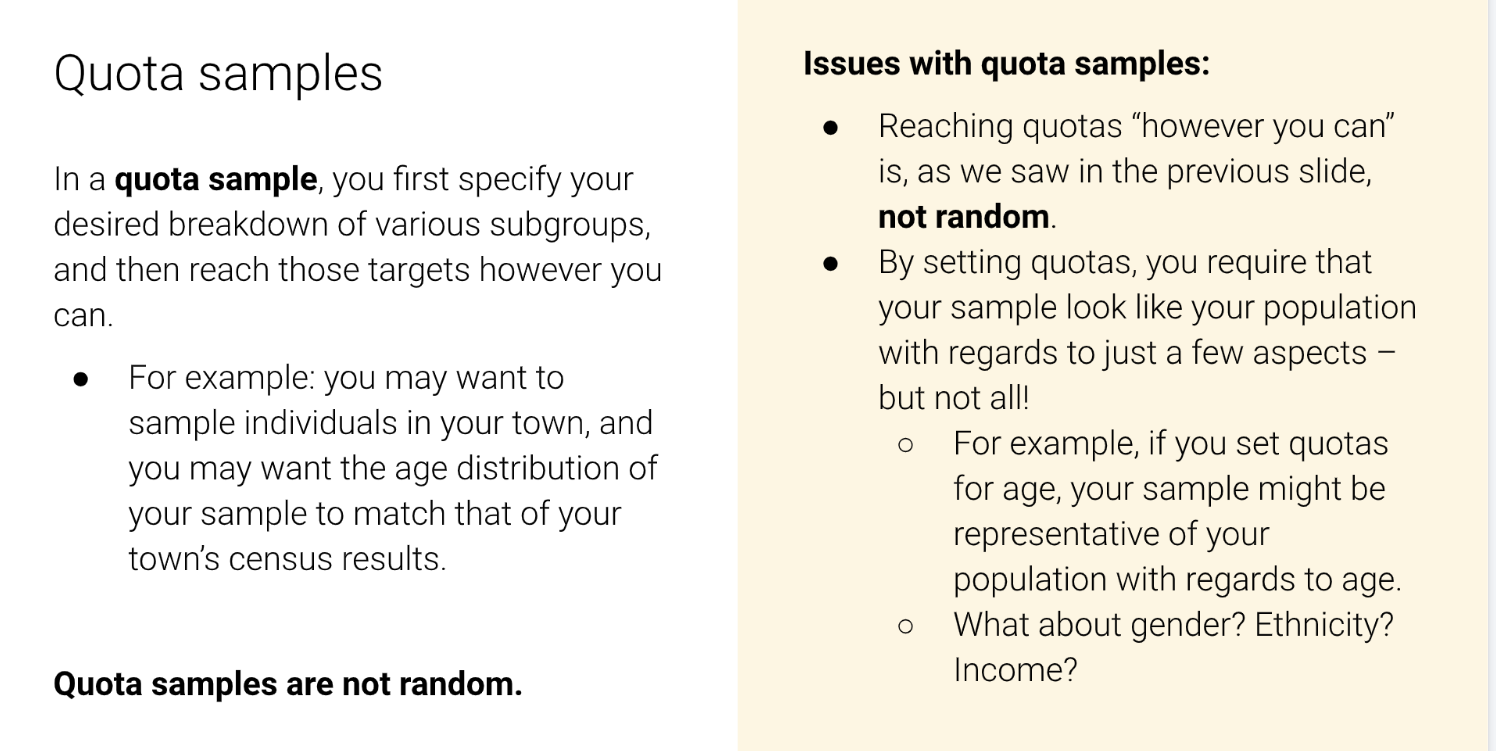 Quota samples
In a quota sample, you first specify your
desired breakdown of various subgroups,
and then reach those targets however you
can.
● For example: you may want to
sample individuals in your town, and
you may want the age distribution of
your sample to match that of your
town’s census results.
Quota samples are not random.
Issues with quota samples:
● Reaching quotas “however you can”
is, as we saw in the previous slide,
not random.
● By setting quotas, you require that
your sample look like your population
with regards to just a few aspects –
but not all!
○ For example, if you set quotas
for age, your sample might be
representative of your
population with regards to age.
○ What about gender? Ethnicity?
Income?